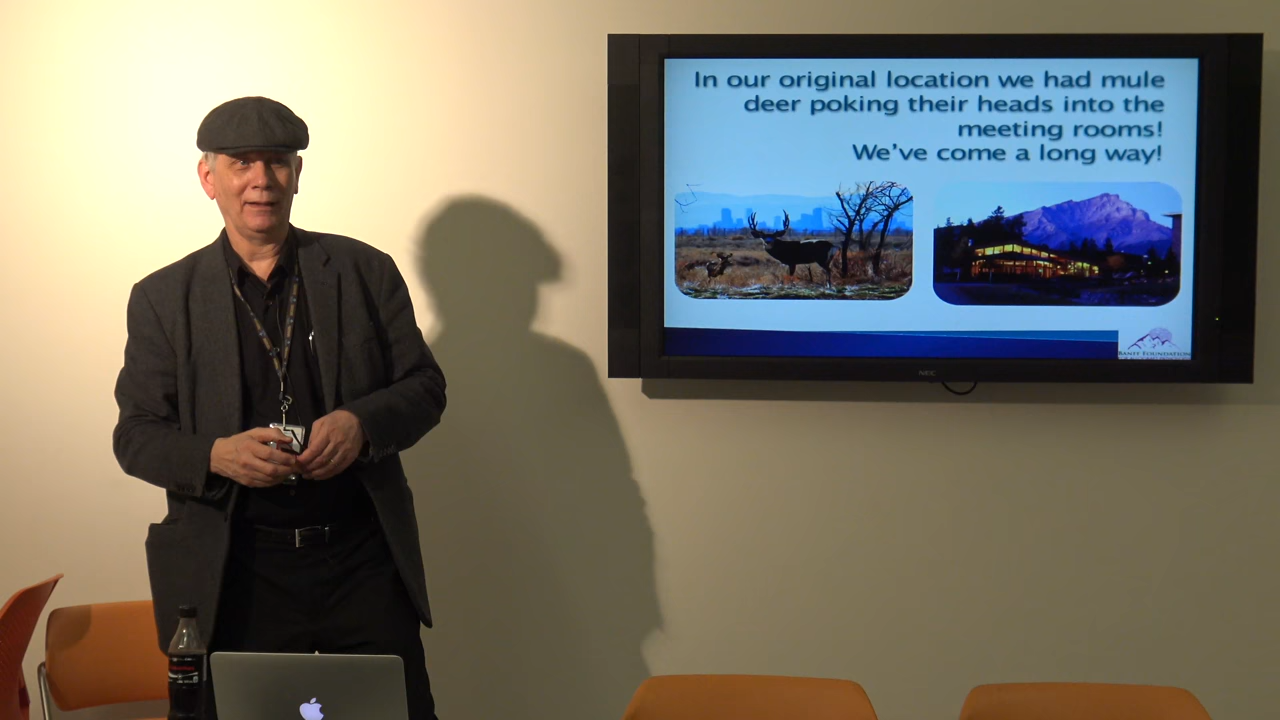 In our original location we had mule
deer poking their heads into the
meeting rooms!
We've come a long way!
BANFF FOUNDATION
NEC